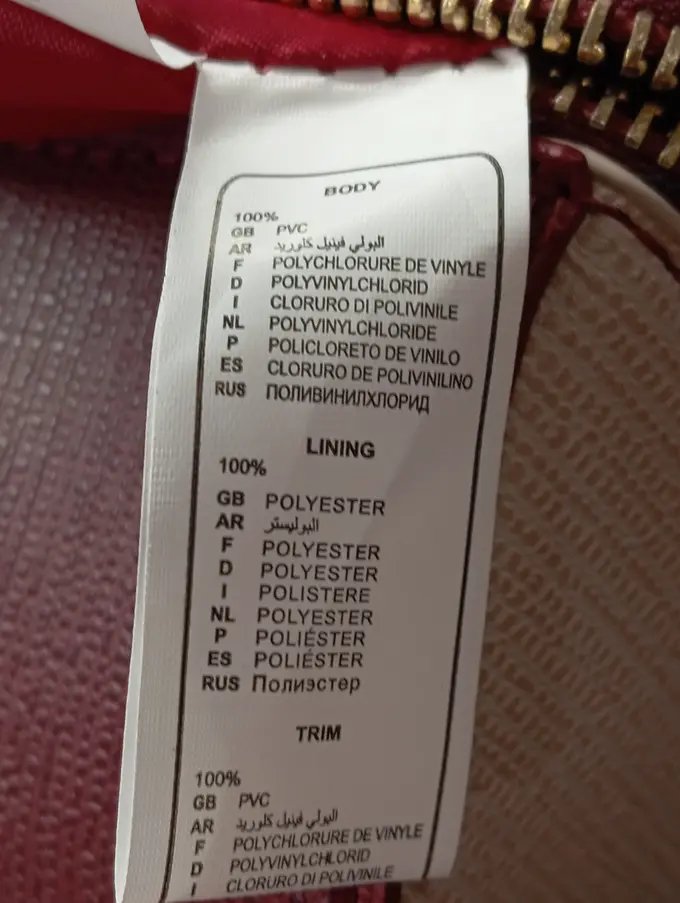 BODY
100%
GB PVC
AR البولي فينيل كلوريد
F POLYCHLORURE DE VINYLE
D POLYVINYLCHLORID
I CLORURO DI POLIVINILE
NL POLYVINYLCHLORIDE
P POLICLORETO DE VINILO
ES CLORURO DE POLIVINILINO
RUS ПОЛИВИНИЛХЛОРИД
LINING
100%
GB POLYESTER
AR البوليستر
F POLYESTER
D POLYESTER
I POLISTERE
NL POLYESTER
P POLIÉSTER
ES POLIÉSTER
RUS Полиэстер
TRIM
100%
GB PVC
AR البولي فينيل كلوريد
F POLYCHLORURE DE VINYLE
D POLYVINYLCHLORID
I CLORURO DI POLIVINILE